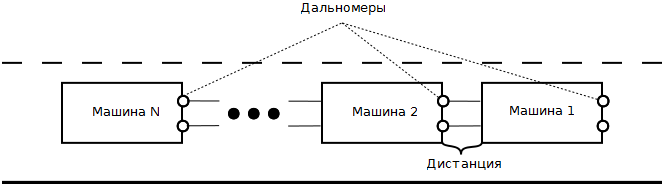 Дальномеры
Машина N
Машина 2
Машина 1
Дистанция